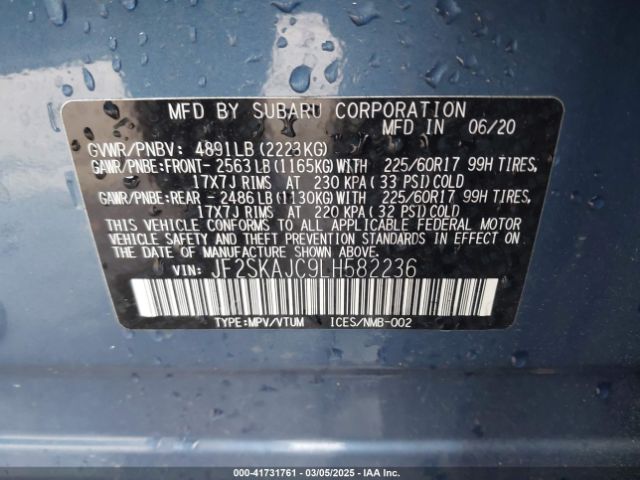 MFD BY SUBARU CORPORATION
MFD IN 06/20
GVWR/PNBV: 4891LB (2223KG)
GAWR/PNBE:FRONT- 2563LB (1165KG) WITH 225/60R17 99H TIRES,
17X7J RIMS AT 230 KPA ( 33 PSI) COLD
GAWR/PNBE:REAR - 2486LB (1130KG) WITH 225/60R17 99H TIRES,
17X7J RIMS AT 220 KPA ( 32 PSI) COLD
THIS VEHICLE CONFORMS TO ALL APPLICABLE FEDERAL MOTOR
VEHICLE SAFETY AND THEFT PREVENTION STANDARDS IN EFFECT ON
THE DATE OF MANUFACTURE SHOWN ABOVE.
VIN: JF2SKAJC9LH582236
TYPE:MPV/VTUM ICES/NMB-002
000-41731761 | 03/05/2025 - IAA, Inc.